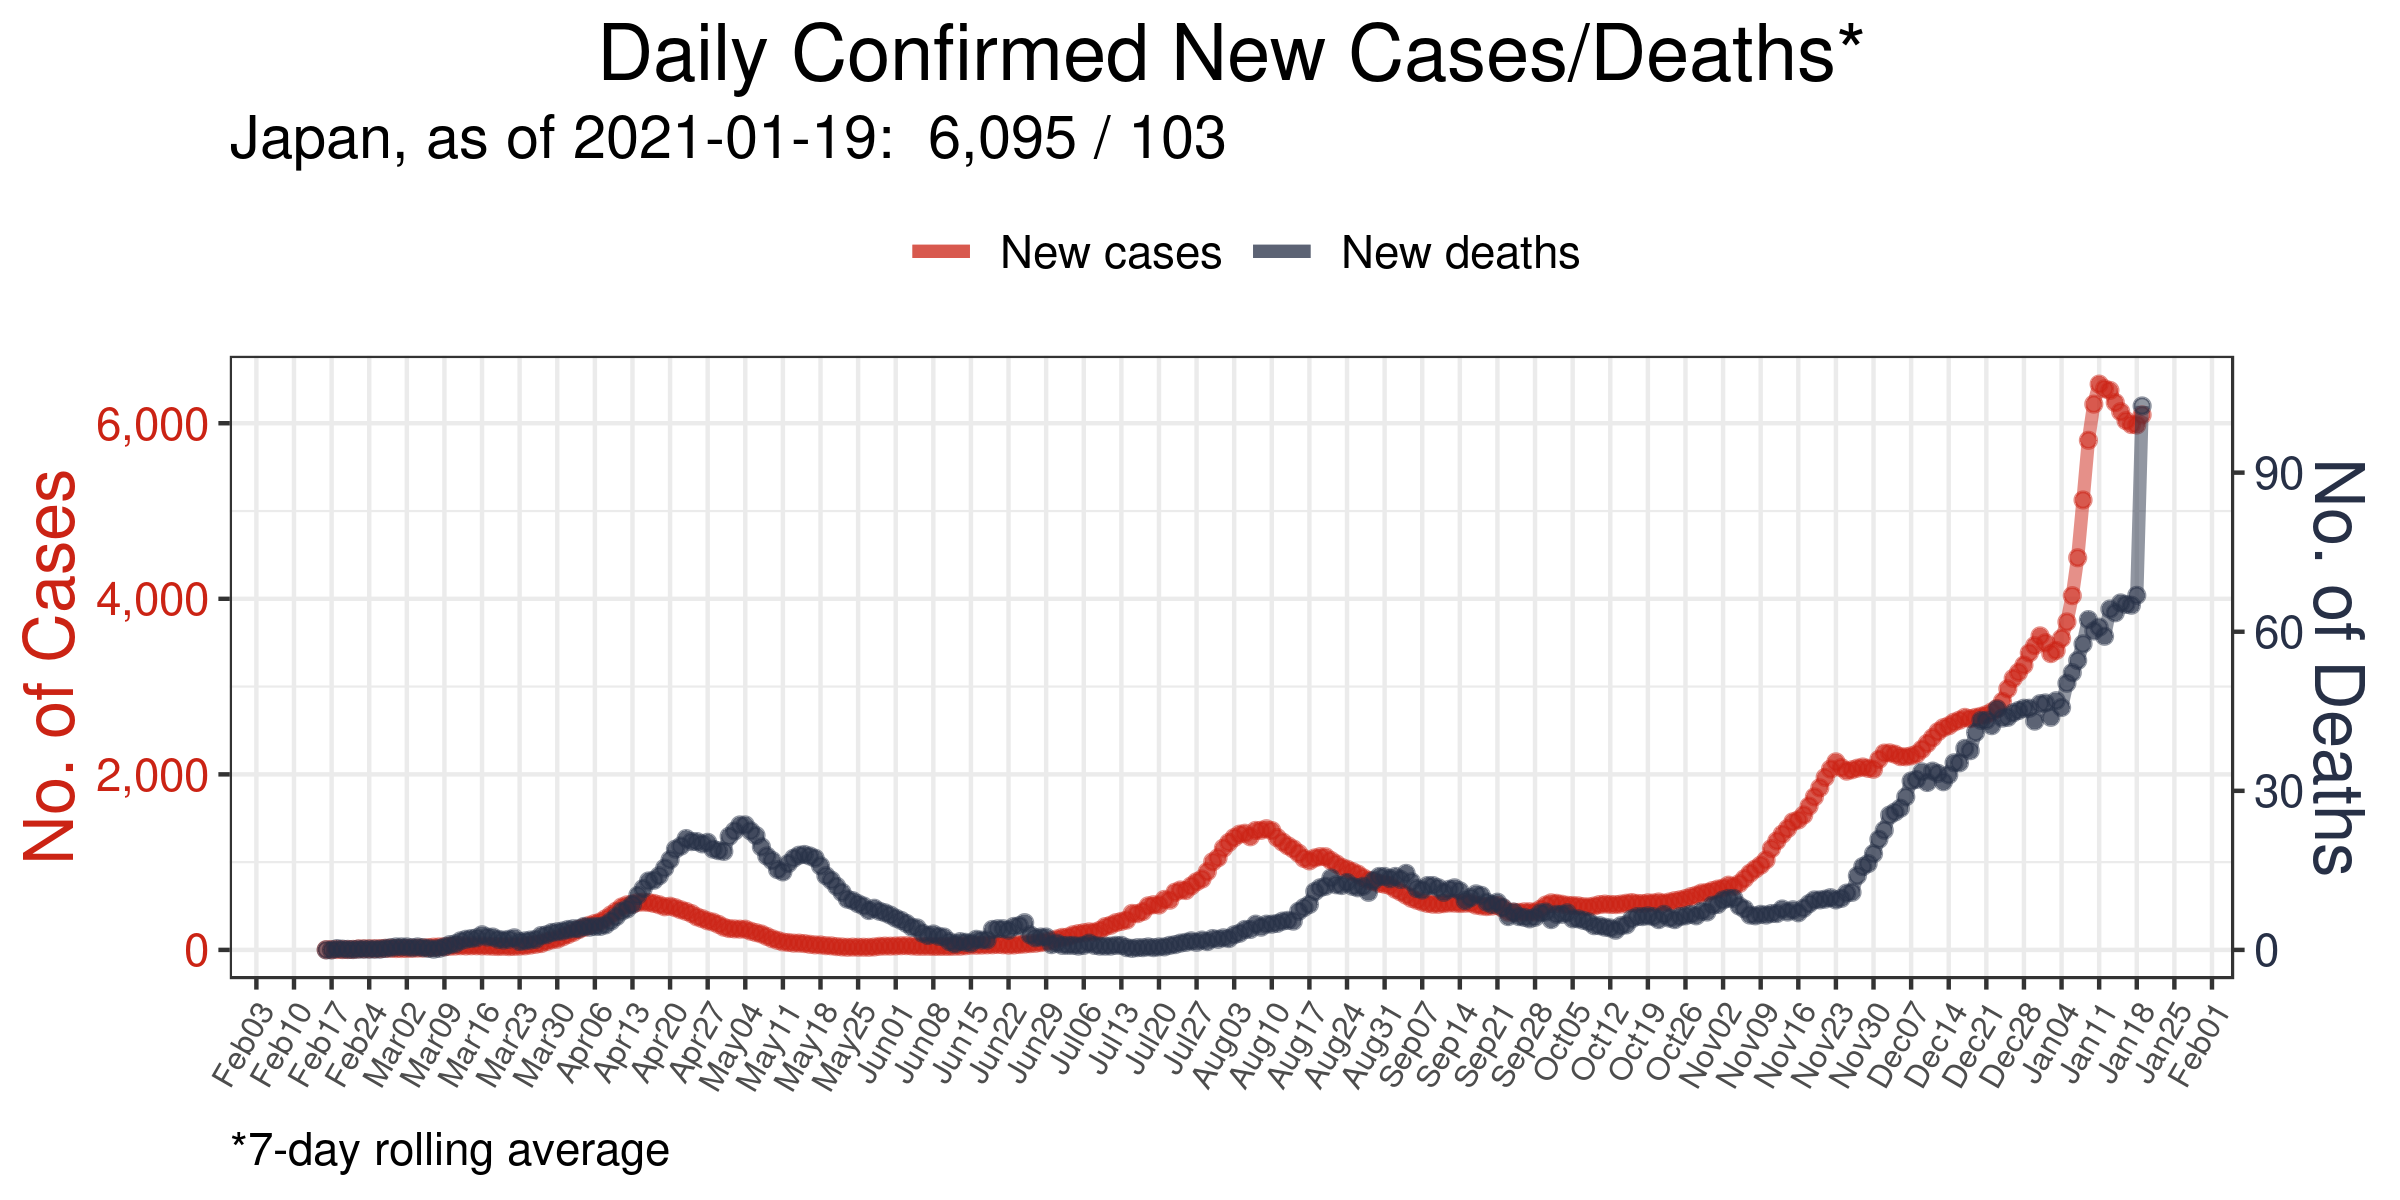 Daily Confirmed New Cases/Deaths*
Japan, as of 2021-01-19:  6,095 / 103
New cases
New deaths
No. of Cases
6,000
4,000
2,000
0
No. of Deaths
90
60
30
0
Feb03
Feb10
Feb17
Feb24
Mar02
Mar09
Mar16
Mar23
Mar30
Apr06
Apr13
Apr20
Apr27
May04
May11
May18
May25
Jun01
Jun08
Jun15
Jun22
Jun29
Jul06
Jul13
Jul20
Jul27
Aug03
Aug10
Aug17
Aug24
Aug31
Sep07
Sep14
Sep21
Sep28
Oct05
Oct12
Oct19
Oct26
Nov02
Nov09
Nov16
Nov23
Nov30
Dec07
Dec14
Dec21
Dec28
Jan04
Jan11
Jan18
Jan25
Feb01
*7-day rolling average